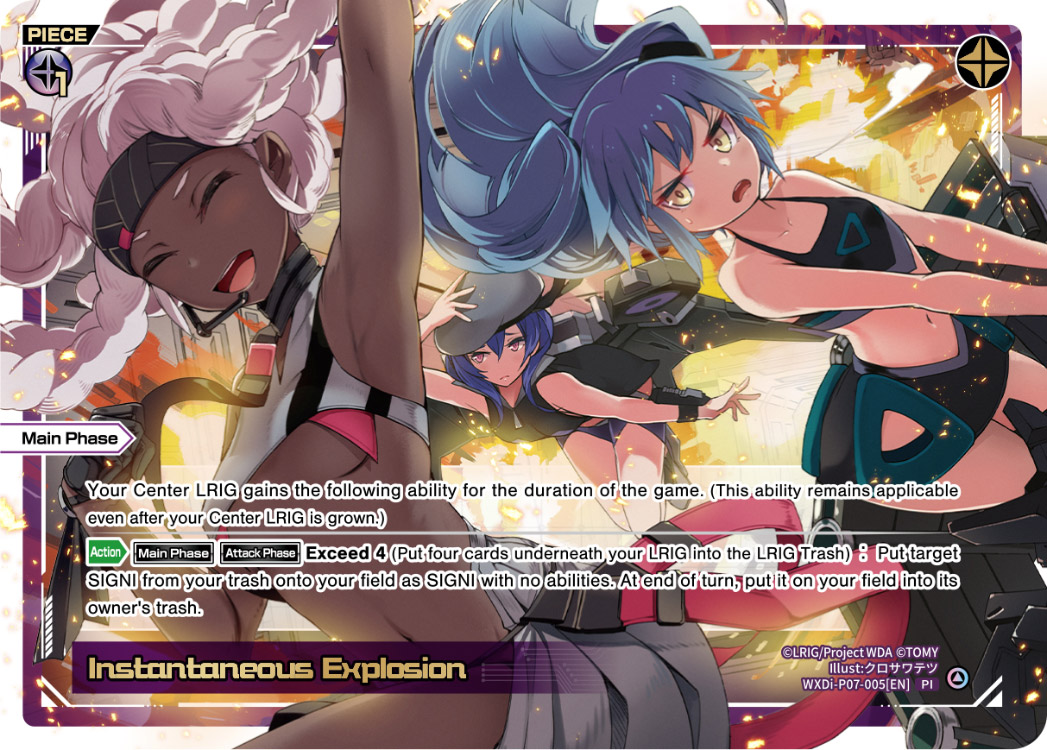 PIECE
1
Main Phase
Your Center LRIG gains the following ability for the duration of the game. (This ability remains applicable
even after your Center LRIG is grown.)
Action Main Phase Attack Phase Exceed 4 (Put four cards underneath your LRIG into the LRIG Trash) : Put target
SIGNI from your trash onto your field as SIGNI with no abilities. At end of turn, put it on your field into its
owner's trash.
Instantaneous Explosion
©LRIG/Project WDA ©TOMY
Illust:クロサワテツ
WXDi-P07-005[EN] PI